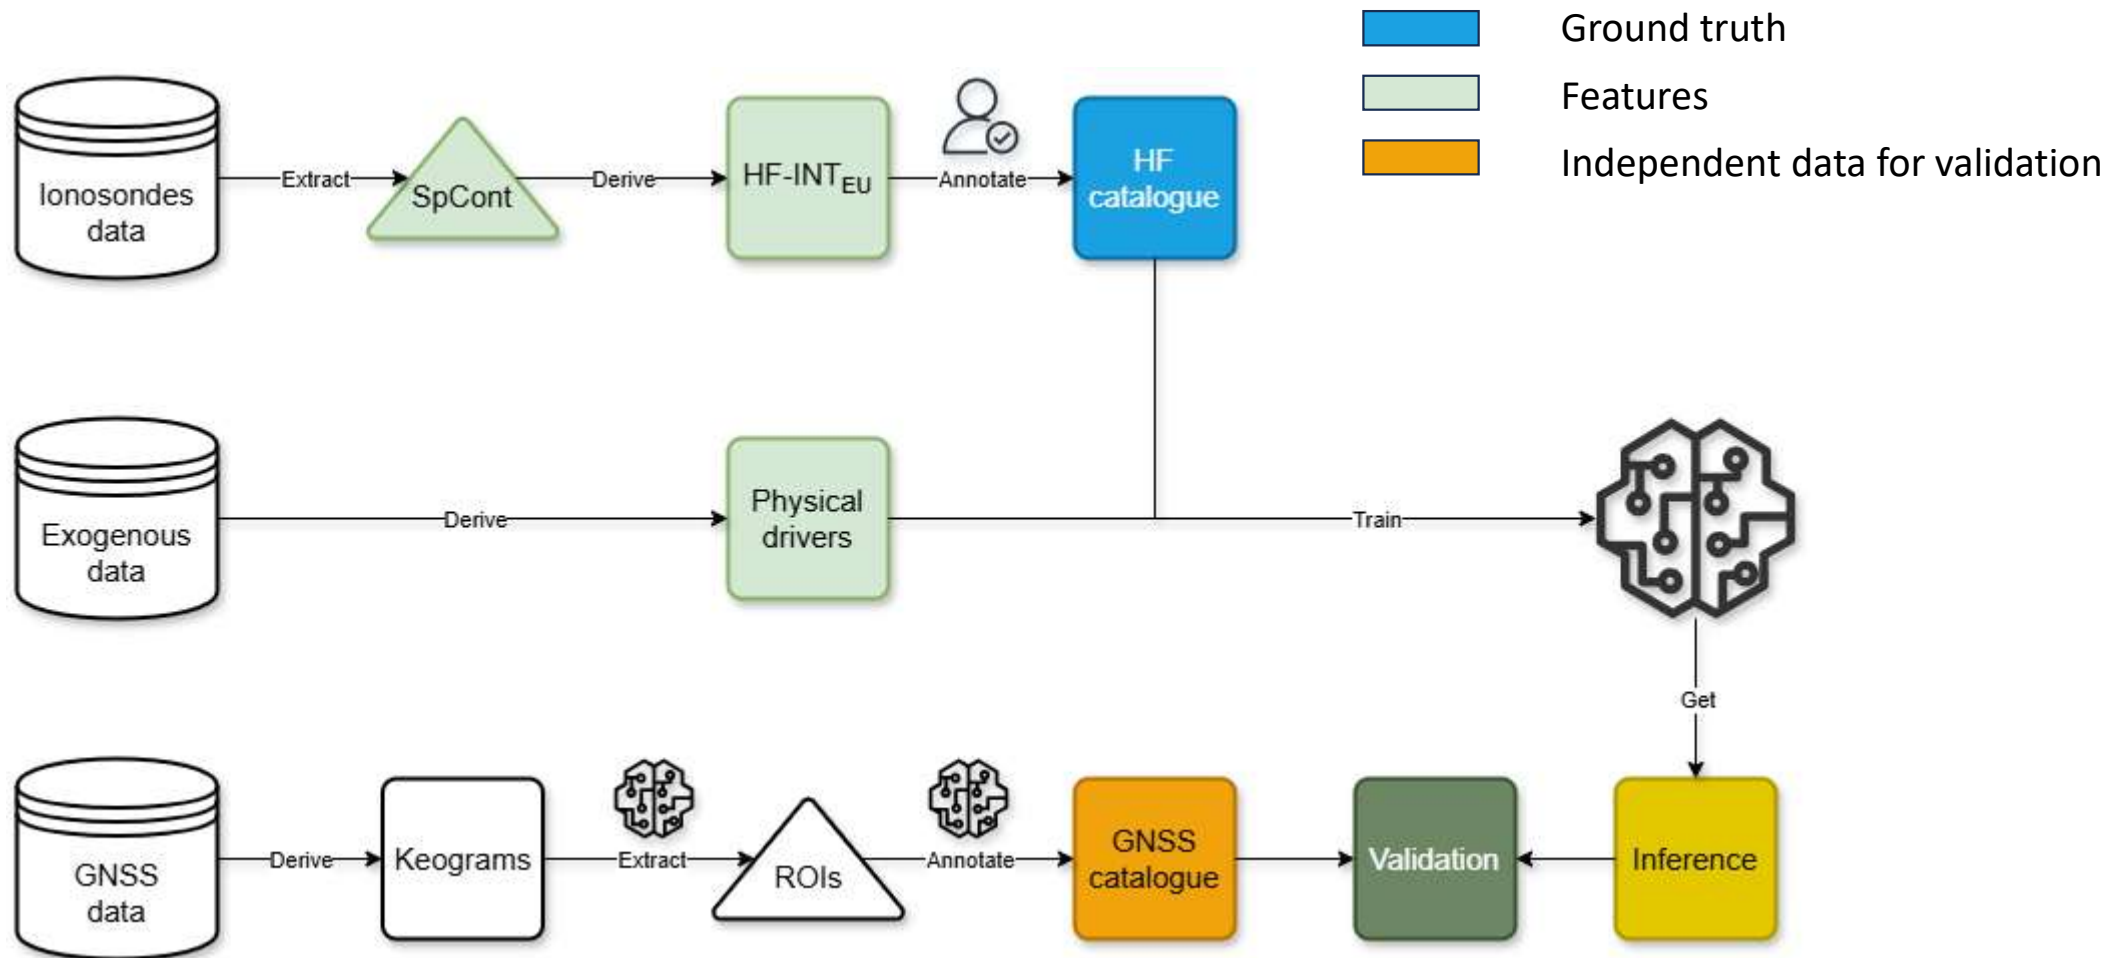 Ground truth
Features
Independent data for validation
Ionosondes
data
Extract
SpCont
Derive
HF-INT_EU
Annotate
HF
catalogue
Exogenous
data
Derive
Physical
drivers
Train
Get
GNSS
data
Derive
Keograms
Extract
ROIs
Annotate
GNSS
catalogue
Validation
Inference